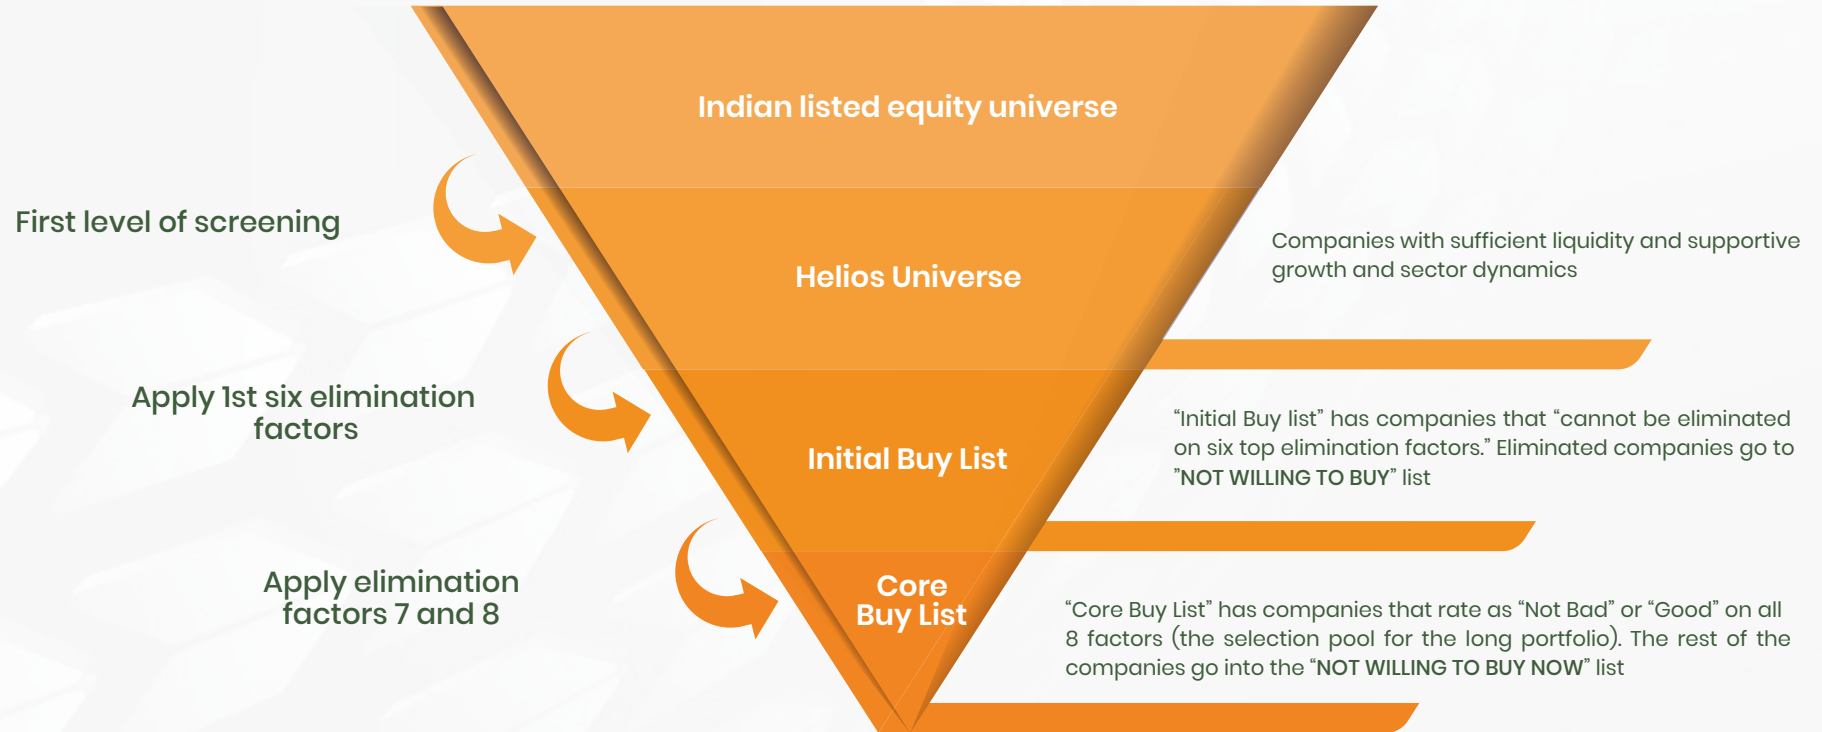 Indian listed equity universe
First level of screening
Helios Universe
Companies with sufficient liquidity and supportive
growth and sector dynamics
Apply 1st six elimination
factors
Initial Buy List
“Initial Buy list” has companies that “cannot be eliminated
on six top elimination factors.” Eliminated companies go to
”NOT WILLING TO BUY” list
Apply elimination
factors 7 and 8
Core
Buy List
“Core Buy List” has companies that rate as “Not Bad” or “Good” on all
8 factors (the selection pool for the long portfolio). The rest of the
companies go into the “NOT WILLING TO BUY NOW” list